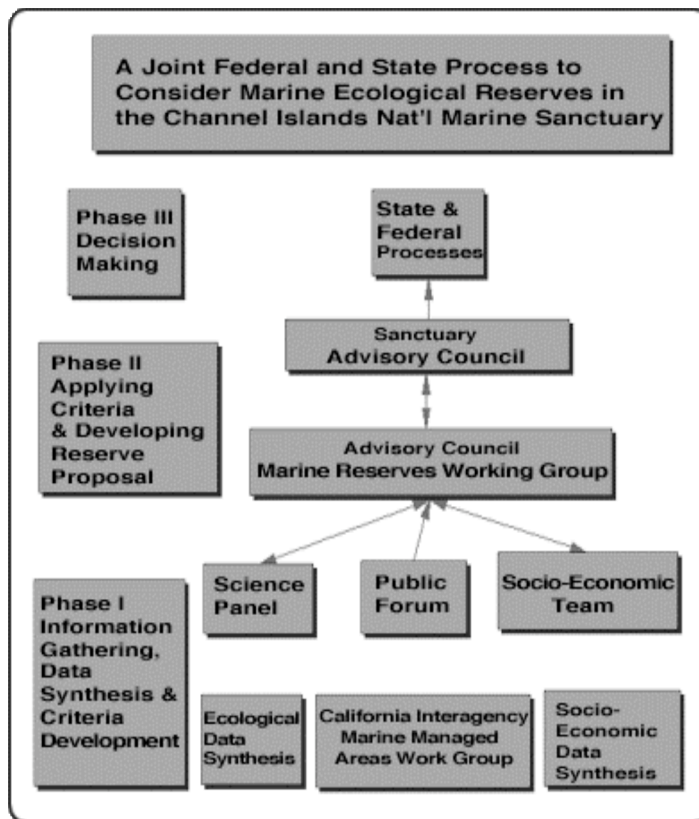 A Joint Federal and State Process to
Consider Marine Ecological Reserves in
the Channel Islands Nat'l Marine Sanctuary
Phase III
Decision
Making
State &
Federal
Processes
Sanctuary
Advisory Council
Phase II
Applying
Criteria
& Developing
Reserve
Proposal
Advisory Council
Marine Reserves Working Group
Phase I
Information
Gathering,
Data
Synthesis &
Criteria
Development
Science
Panel
Public
Forum
Socio-Economic
Team
Ecological
Data
Synthesis
California Interagency
Marine Managed
Areas Work Group
Socio-
Economic
Data
Synthesis